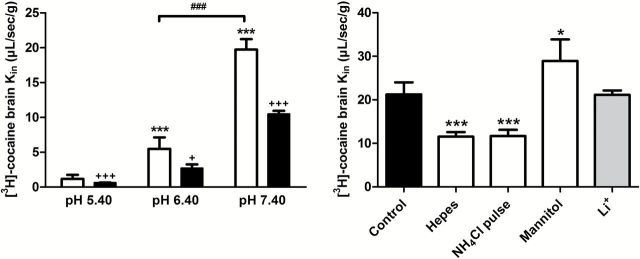 ###
[³H]-cocaine brain Kin (µL/sec/g)
25
20
15
10
5
0
***
***
+++
+
+++
pH 5.40 pH 6.40 pH 7.40
[³H]-cocaine brain Kin (µL/sec/g)
40
30
20
10
0
***
***
*
Control
Hepes
NH4Cl pulse
Mannitol
Li+